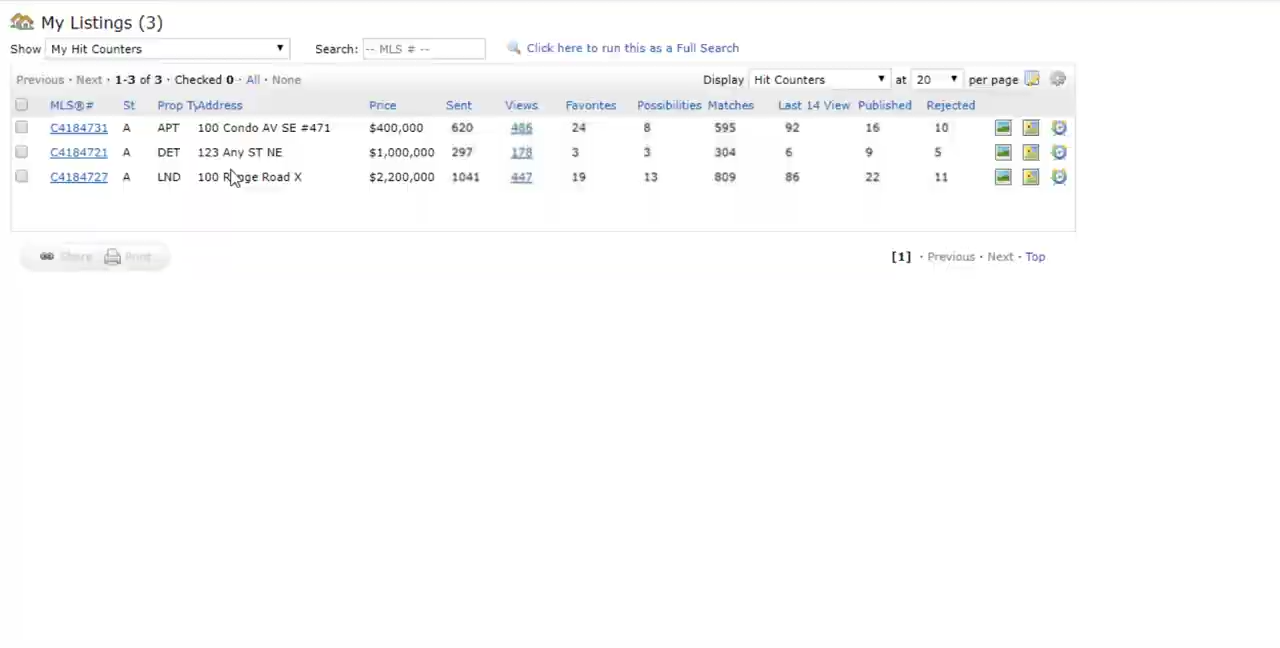 My Listings (3)
Show My Hit Counters Search: -- MLS # -- Click here to run this as a Full Search
Previous · Next · 1-3 of 3 · Checked 0 · All · None Display Hit Counters at 20 per page
MLS®# St Prop Ty Address Price Sent Views Favorites Possibilities Matches Last 14 View Published Rejected
C4184731 A APT 100 Condo AV SE #471 $400,000 620 486 24 8 595 92 16 10
C4184721 A DET 123 Any ST NE $1,000,000 297 178 3 3 304 6 9 5
C4184727 A LND 100 Range Road X $2,200,000 1041 447 19 13 809 86 22 11
Share Print [1] · Previous · Next · Top